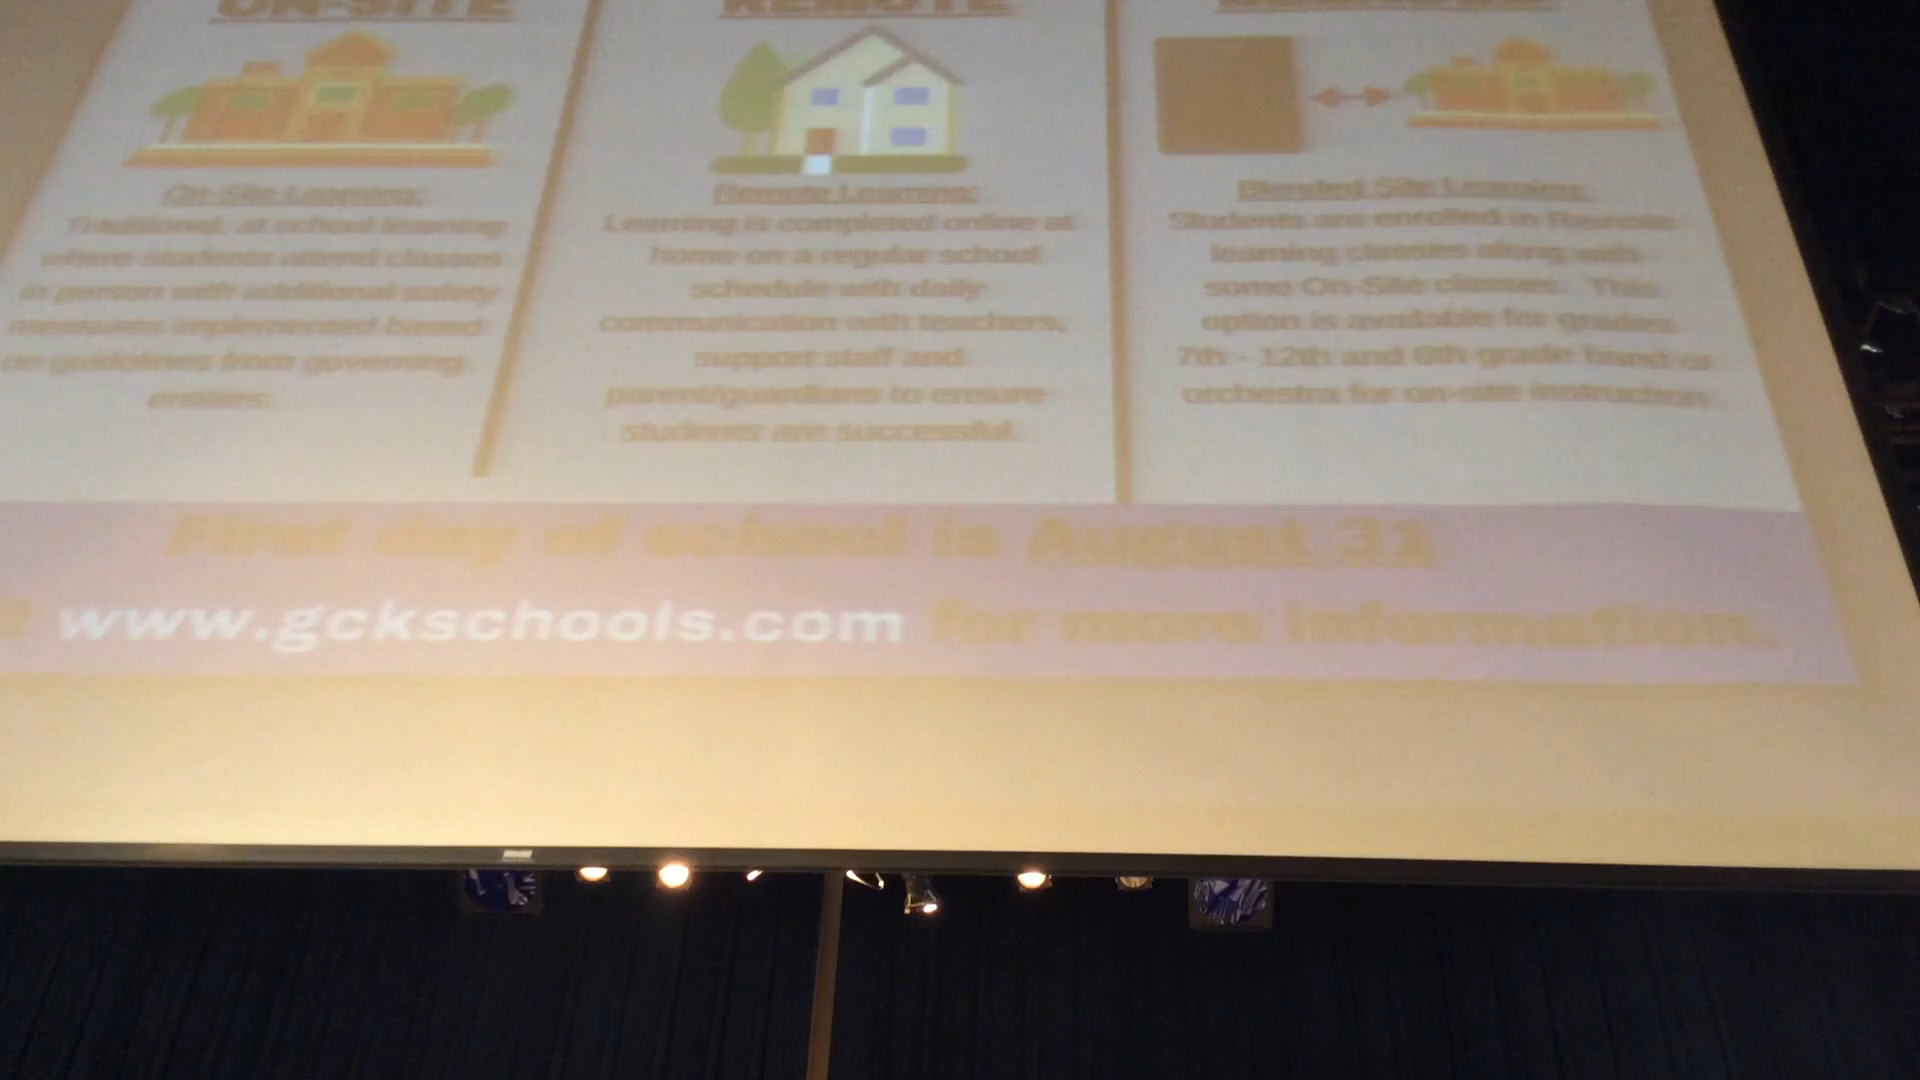 ON-SITE
REMOTE
On-Site Learning:
Traditional, at school learning
where students attend classes
in person with additional safety
measures implemented based
on guidelines from governing
entities.
Remote Learning:
Learning is completed online at
home on a regular school
schedule with daily
communication with teachers,
support staff and
parent/guardians to ensure
students are successful.
Blended Site Learning:
Students are enrolled in Remote
learning classes along with
some On-Site classes. This
option is available for grades
7th - 12th and 6th grade band or
orchestra for on-site instruction.
First day of school is August 31
www.gckschools.com for more information.